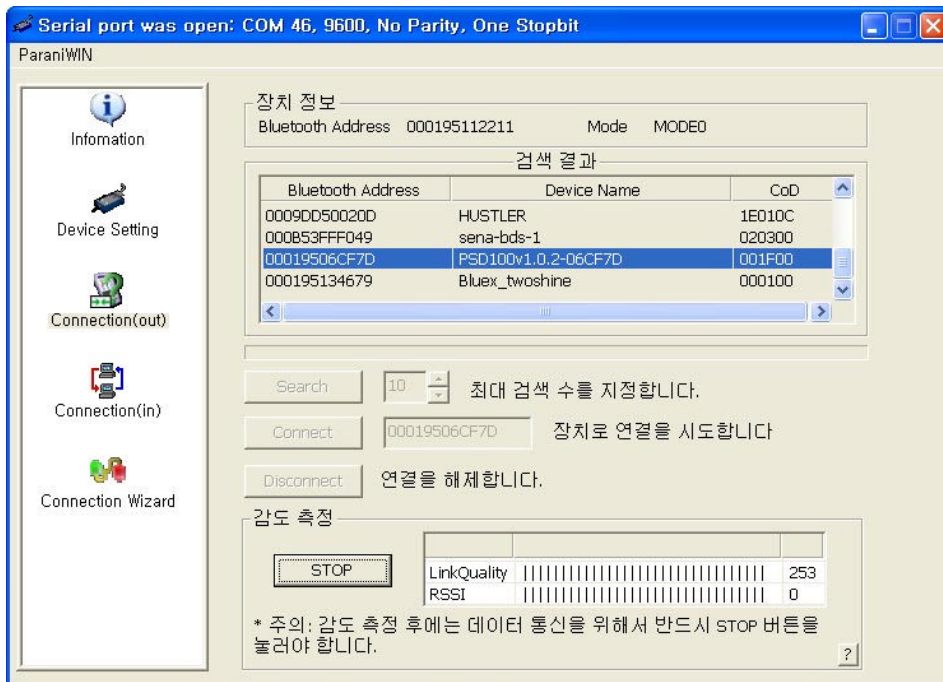 Serial port was open: COM 46, 9600, No Parity, One Stopbit
ParaniWIN
Infomation
Device Setting
Connection(out)
Connection(in)
Connection Wizard
장치 정보
Bluetooth Address 000195112211 Mode MODE0
검색 결과
Bluetooth Address Device Name CoD
0009DD50020D HUSTLER 1E010C
000B53FFF049 sena-bds-1 020300
00019506CF7D PSD100v1.0.2-06CF7D 001F00
000195134679 Bluex_twoshine 000100
Search 10 최대 검색 수를 지정합니다.
Connect 00019506CF7D 장치로 연결을 시도합니다
Disconnect 연결을 해제합니다.
감도 측정
STOP
LinkQuality 253
RSSI 0
* 주의: 감도 측정 후에는 데이터 통신을 위해서 반드시 STOP 버튼을
눌러야 합니다.
?